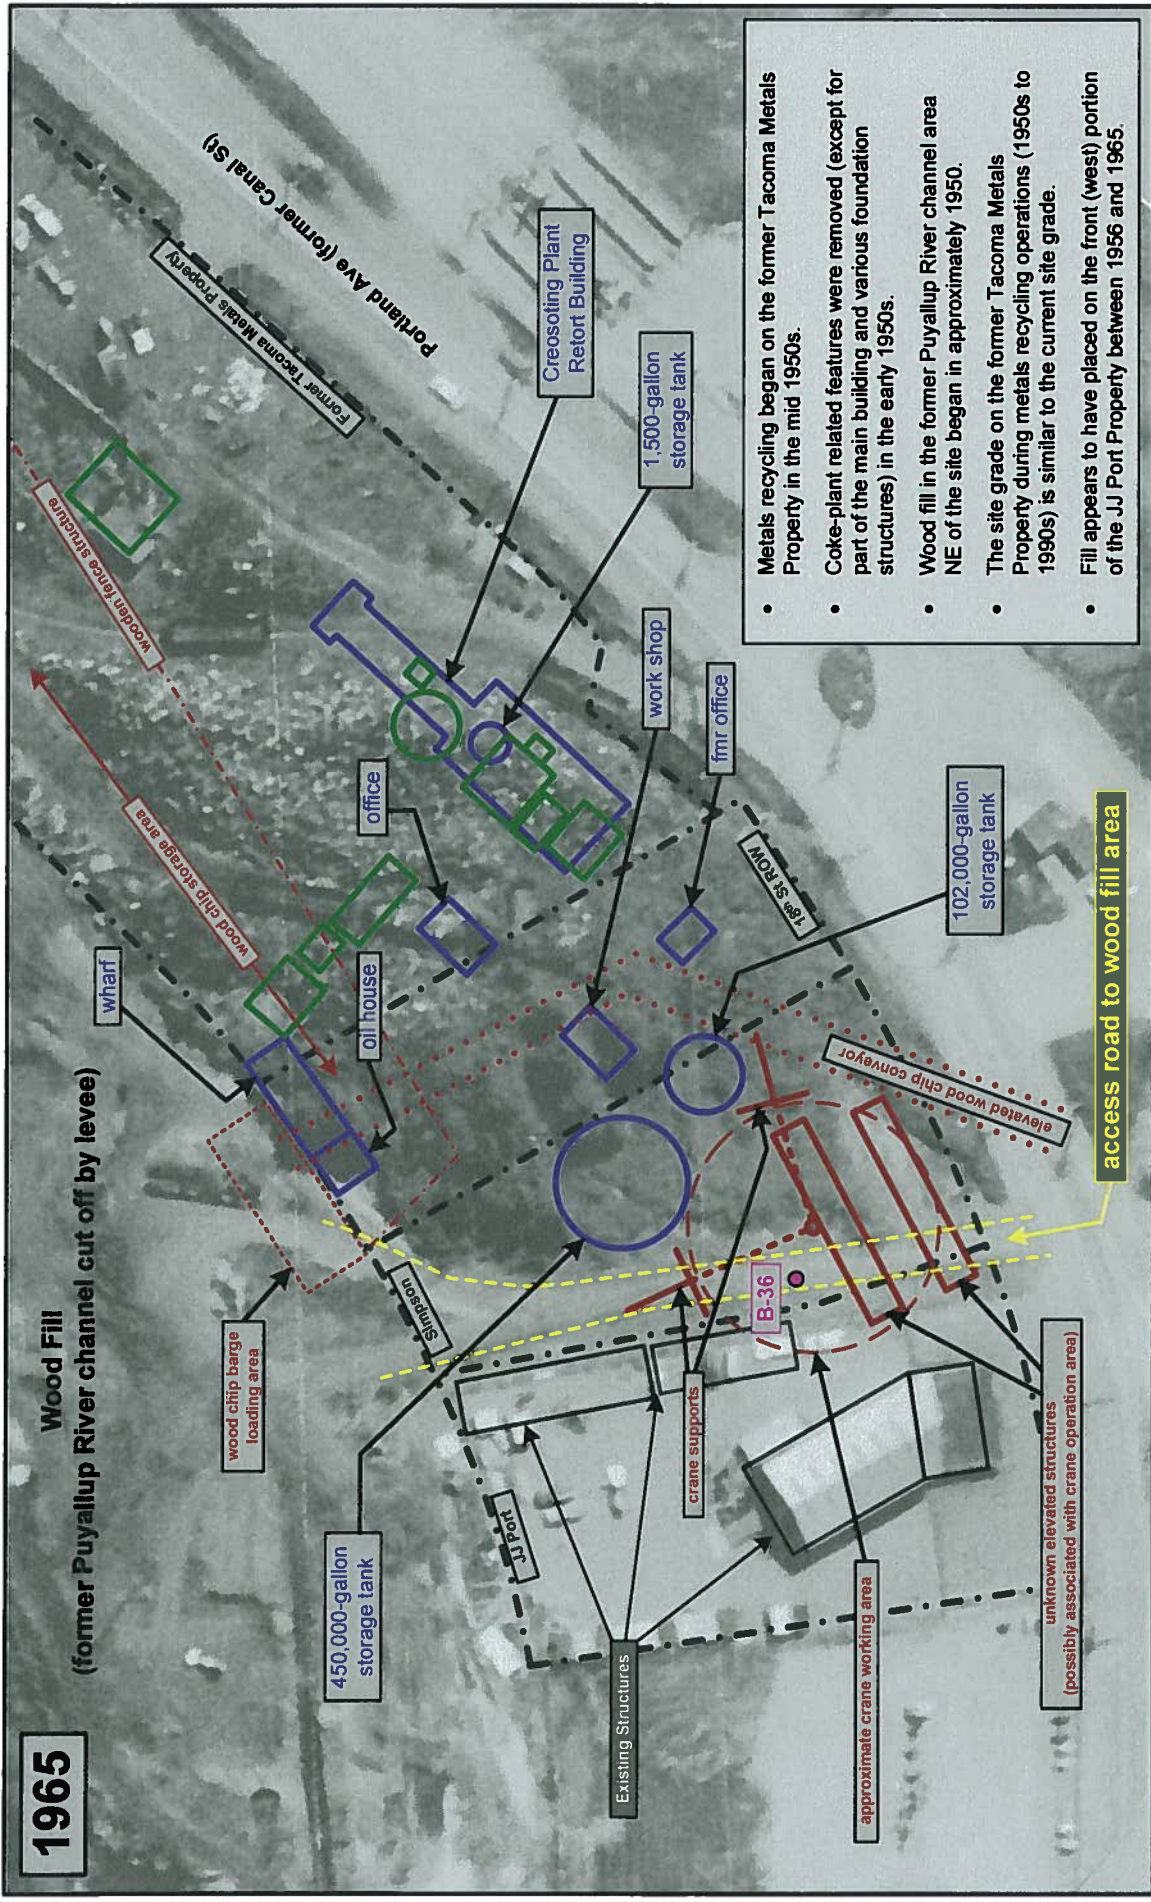 1965
Wood Fill
(former Puyallup River channel cut off by levee)
wood chip barge
loading area
wharf
wood chip storage area
wooden fence structure
Former Tacoma Metals Property
Portland Ave (former Canal St)
450,000-gallon
storage tank
Simpson
oil house
office
Creosoting Plant
Retort Building
1,500-gallon
storage tank
JJ Port
work shop
fmr office
Existing Structures
crane supports
B-36
18th St ROW
102,000-gallon
storage tank
elevated wood chip conveyor
approximate crane working area
unknown elevated structures
(possibly associated with crane operation area)
access road to wood fill area
• Metals recycling began on the former Tacoma Metals
Property in the mid 1950s.
• Coke-plant related features were removed (except for
part of the main building and various foundation
structures) in the early 1950s.
• Wood fill in the former Puyallup River channel area
NE of the site began in approximately 1950.
• The site grade on the former Tacoma Metals
Property during metals recycling operations (1950s to
1990s) is similar to the current site grade.
• Fill appears to have placed on the front (west) portion
of the JJ Port Property between 1956 and 1965.